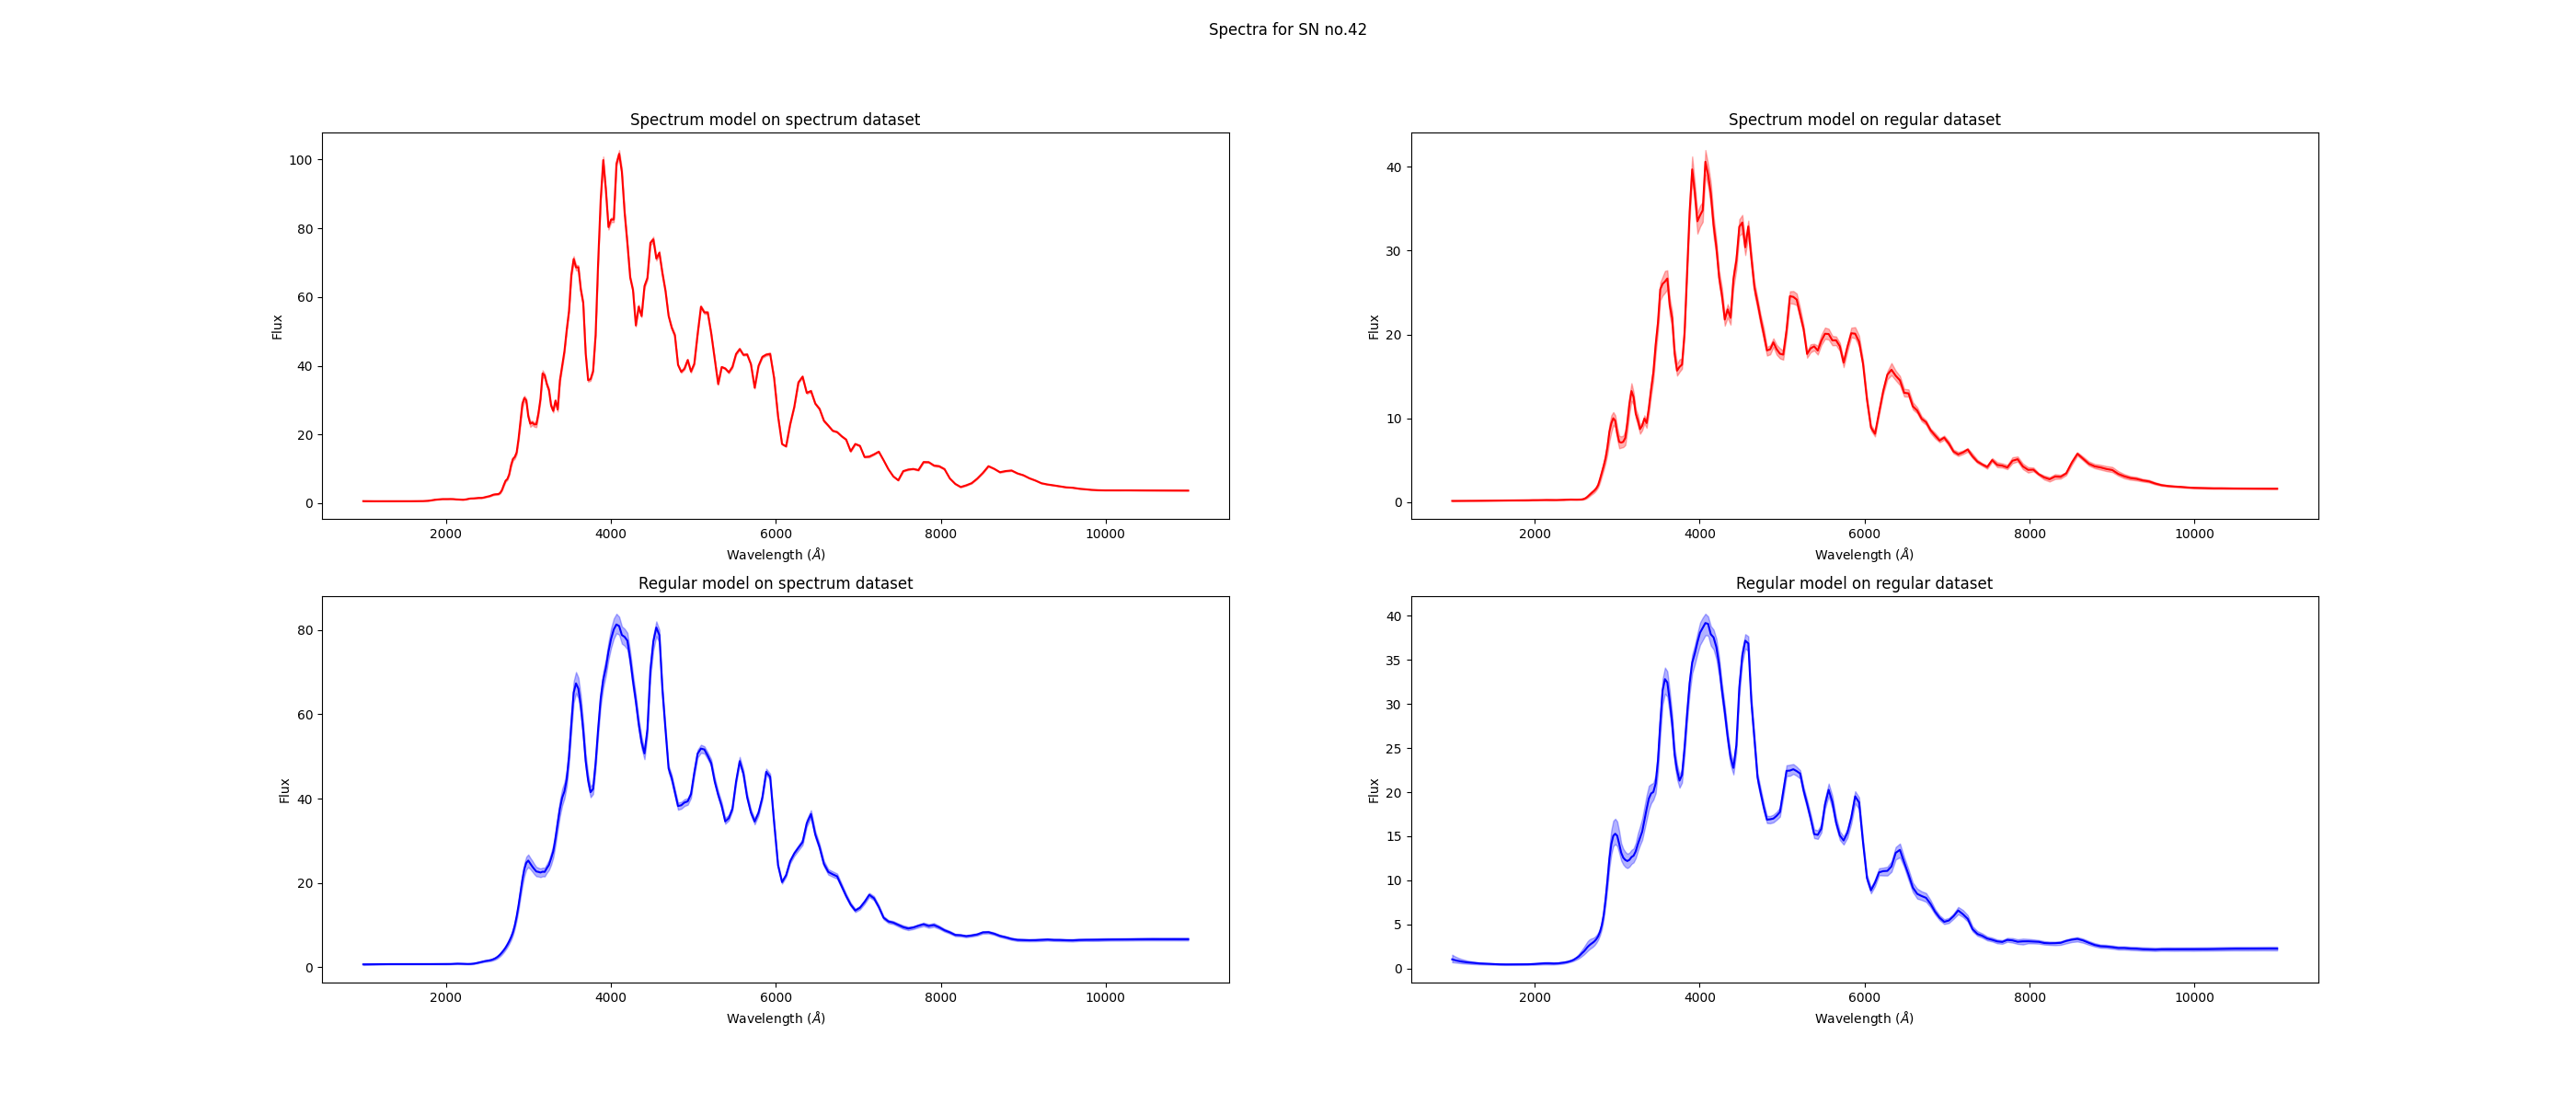 Spectra for SN no.42
Spectrum model on spectrum dataset
100
80
60
40
20
0
Flux
2000 4000 6000 8000 10000
Wavelength (Å)
Spectrum model on regular dataset
40
30
20
10
0
Flux
2000 4000 6000 8000 10000
Wavelength (Å)
Regular model on spectrum dataset
80
60
40
20
0
Flux
2000 4000 6000 8000 10000
Wavelength (Å)
Regular model on regular dataset
40
35
30
25
20
15
10
5
0
Flux
2000 4000 6000 8000 10000
Wavelength (Å)